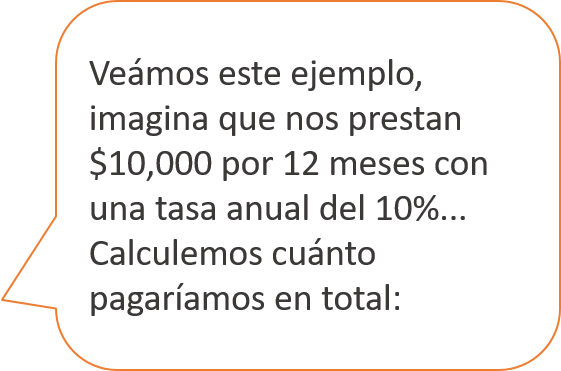 Veámos este ejemplo,
imagina que nos prestan
$10,000 por 12 meses con
una tasa anual del 10%...
Calculemos cuánto
pagaríamos en total: